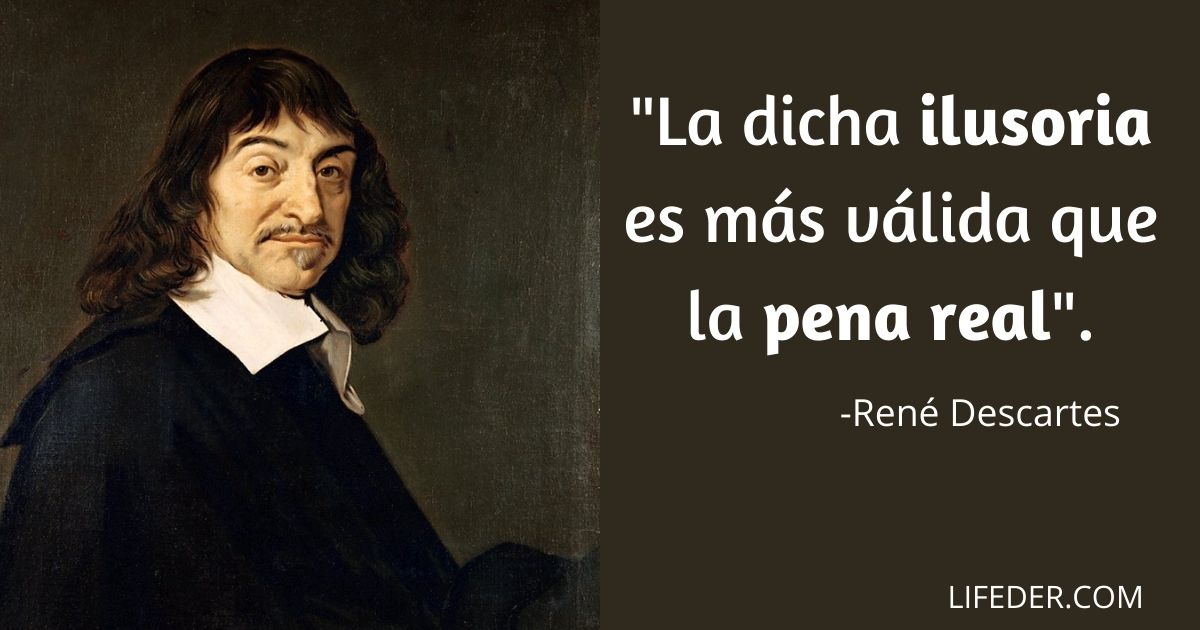 "La dicha ilusoria
es más válida que
la pena real".
-René Descartes
LIFEDER.COM